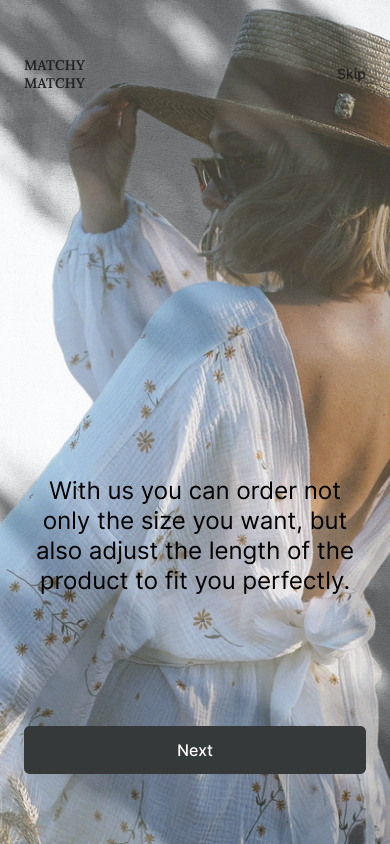 MATCHY
MATCHY
Skip
With us you can order not
only the size you want, but
also adjust the length of the
product to fit you perfectly.
Next